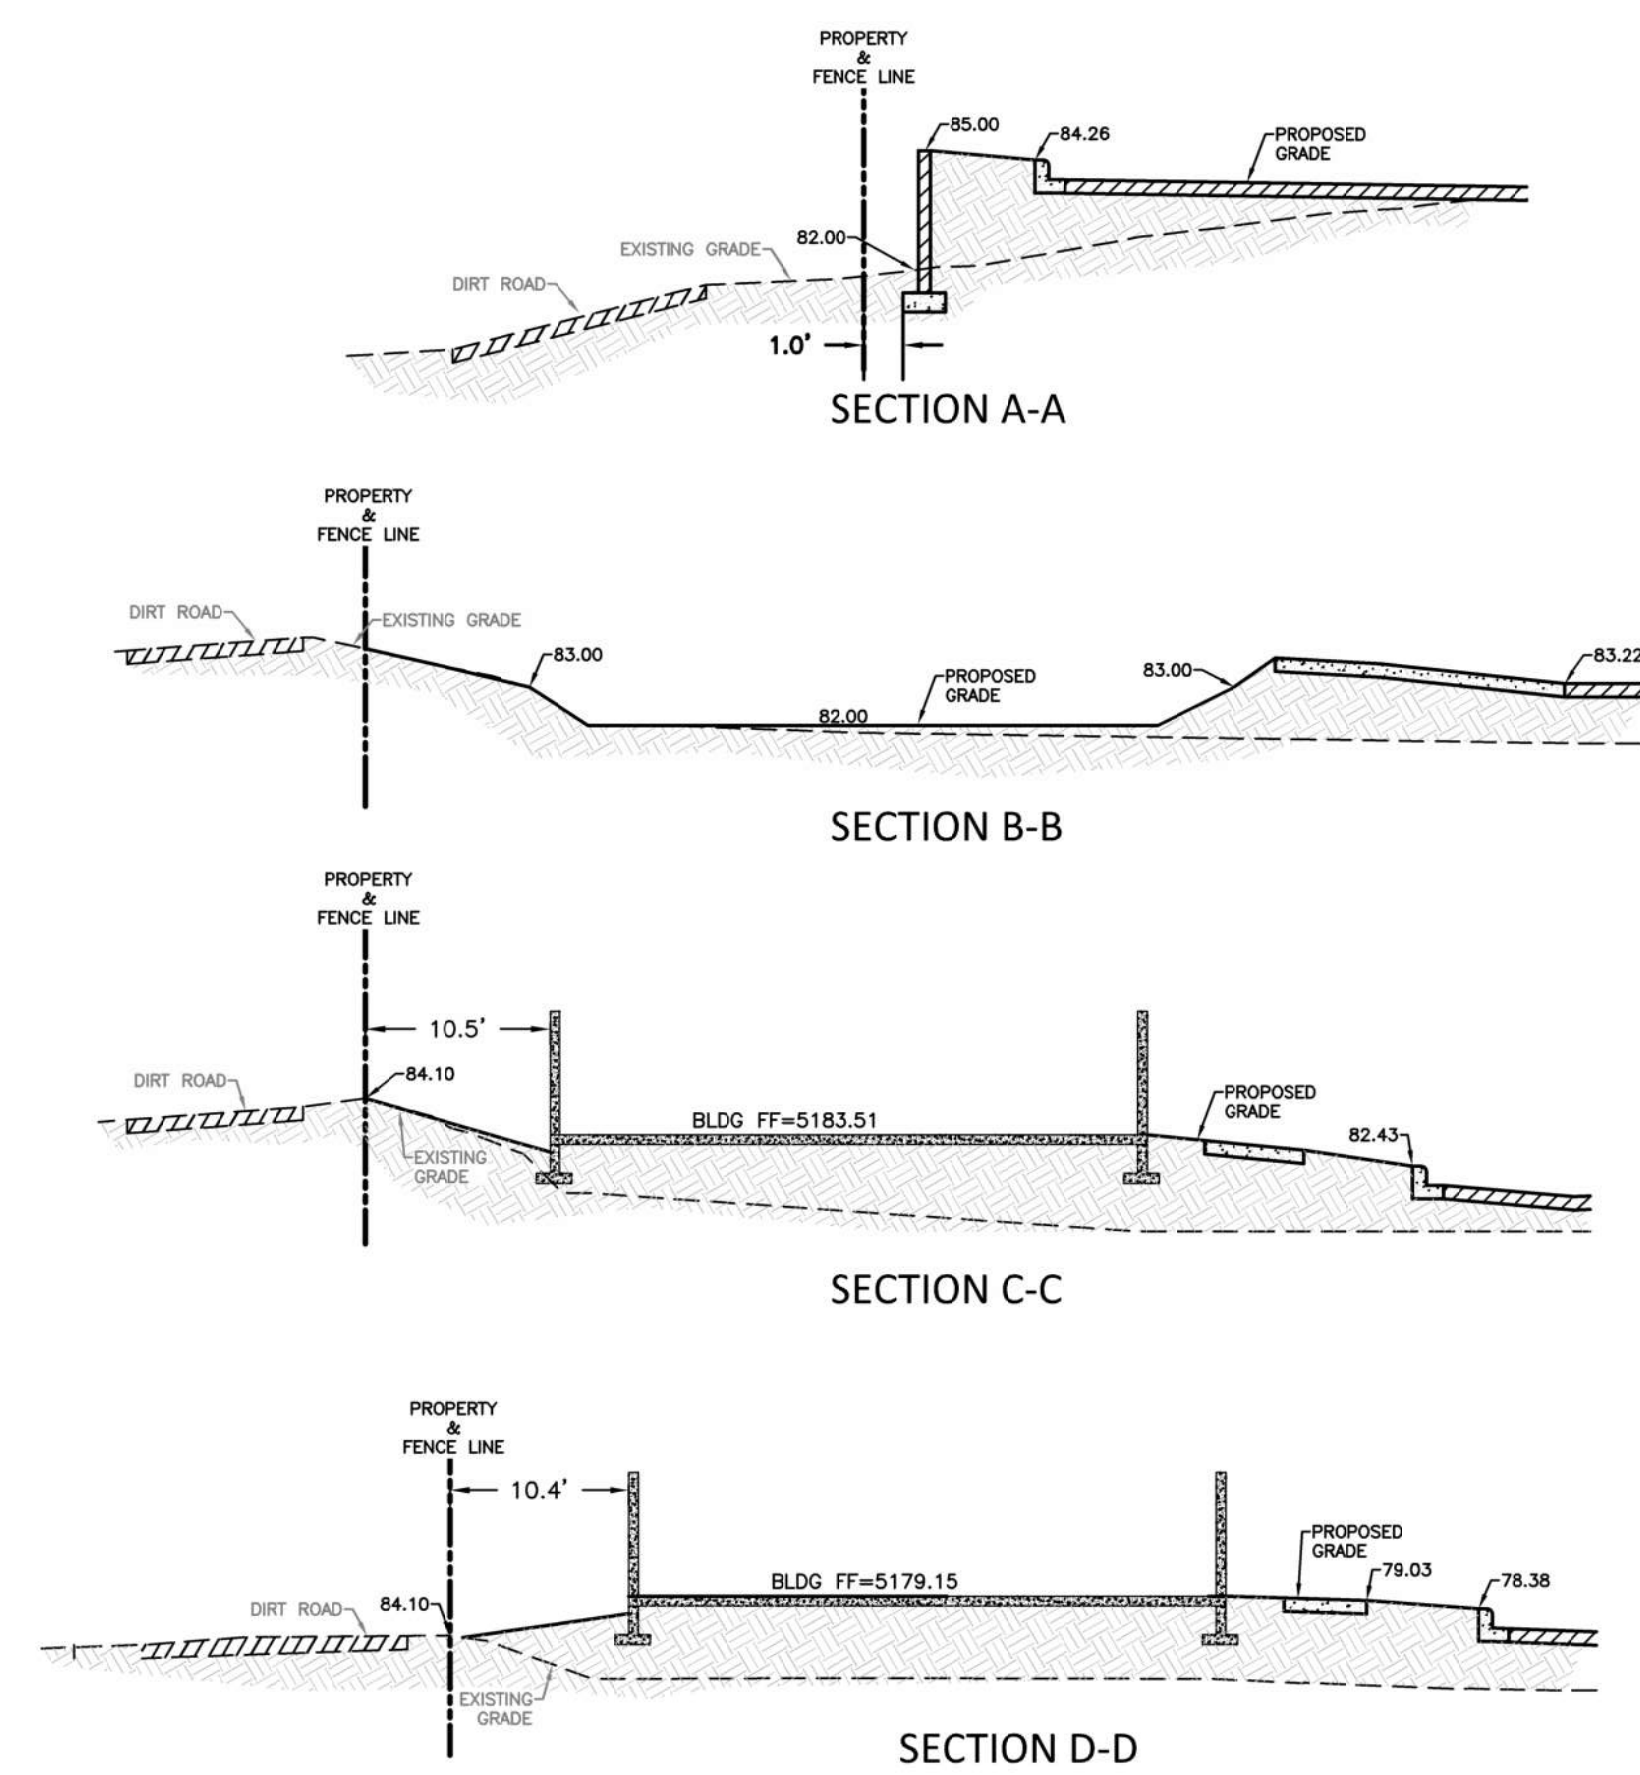 PROPERTY
&
FENCE LINE
85.00
84.26
PROPOSED
GRADE
82.00
EXISTING GRADE
DIRT ROAD
1.0'
SECTION A-A
PROPERTY
&
FENCE LINE
DIRT ROAD
EXISTING GRADE
83.00
PROPOSED
GRADE
83.00
83.22
82.00
SECTION B-B
PROPERTY
&
FENCE LINE
10.5'
84.10
DIRT ROAD
BLDG FF=5183.51
PROPOSED
GRADE
82.43
EXISTING
GRADE
SECTION C-C
PROPERTY
&
FENCE LINE
10.4'
PROPOSED
GRADE
79.03
78.38
BLDG FF=5179.15
84.10
DIRT ROAD
EXISTING
GRADE
SECTION D-D